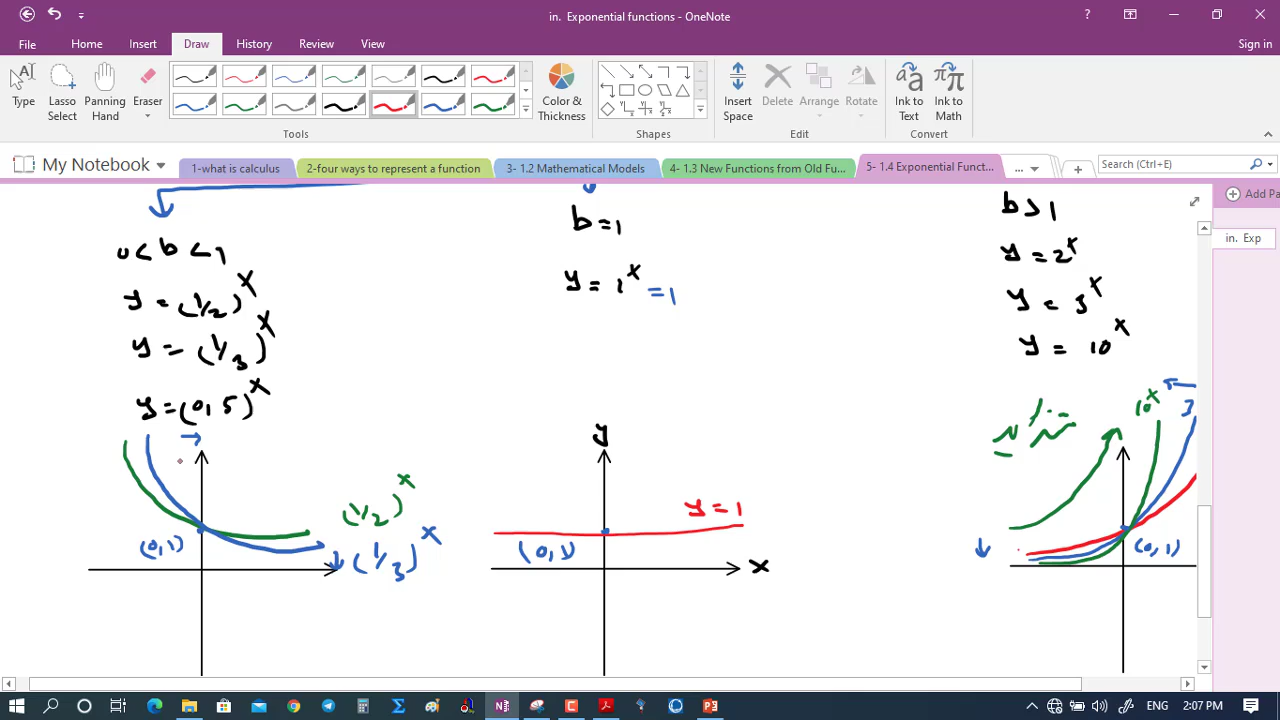 in. Exponential functions - OneNote
?
Sign in
File Home Insert Draw History Review View
Type
Lasso Select
Panning Hand
Eraser
Color & Thickness
Insert Space
Delete
Arrange
Rotate
Ink to Text
Ink to Math
Tools
Shapes
Edit
Convert
My Notebook
1-what is calculus
2-four ways to represent a function
3- 1.2 Mathematical Models
4- 1.3 New Functions from Old Fu...
5- 1.4 Exponential Funct...
...
Search (Ctrl+E)
Add Pa
in. Exp
0 < b < 1
y = (1/2)^x
y = (1/3)^x
y = (0,5)^x
(1/2)^x
(1/3)^x
(0,1)
b = 1
y = 1^x = 1
y
y = 1
(0,1)
x
b > 1
y = 2^x
y = 3^x
y = 10^x
10^x
3
(0,1)
ENG
2:07 PM